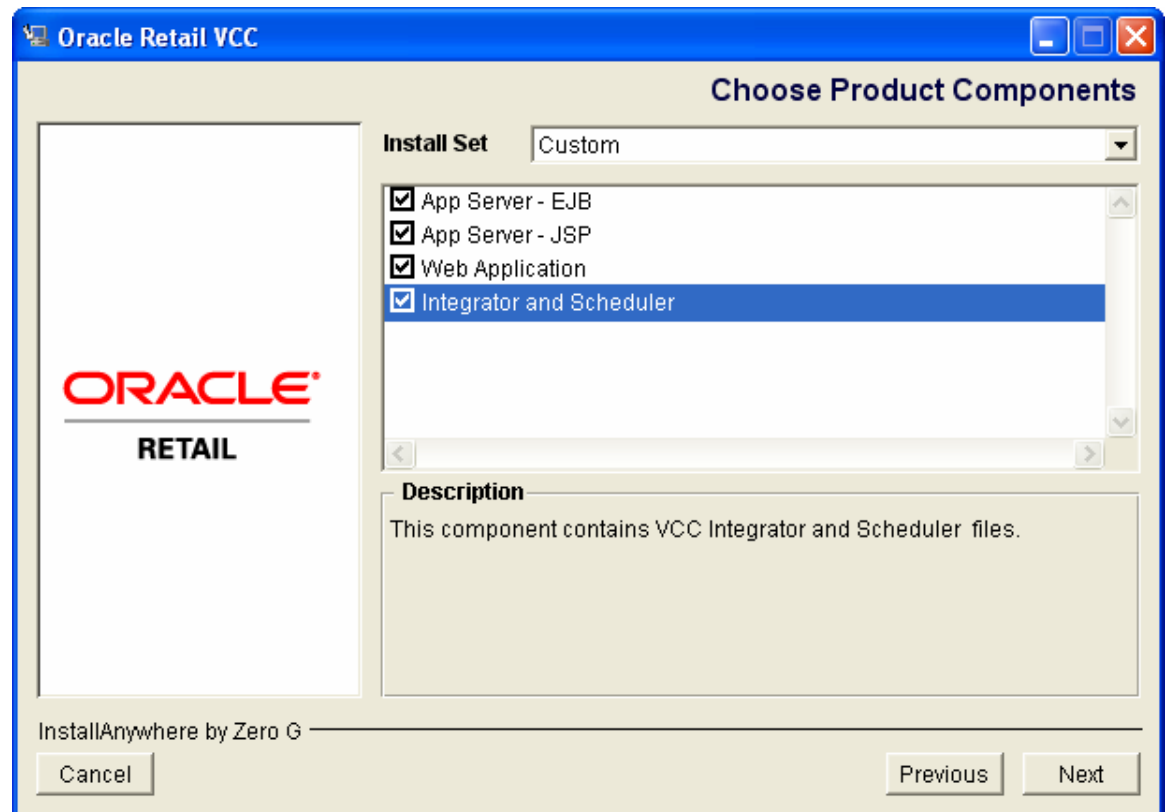 Oracle Retail VCC
Choose Product Components
Install Set Custom
App Server - EJB
App Server - JSP
Web Application
Integrator and Scheduler
ORACLE
RETAIL
Description
This component contains VCC Integrator and Scheduler files.
InstallAnywhere by Zero G
Cancel Previous Next